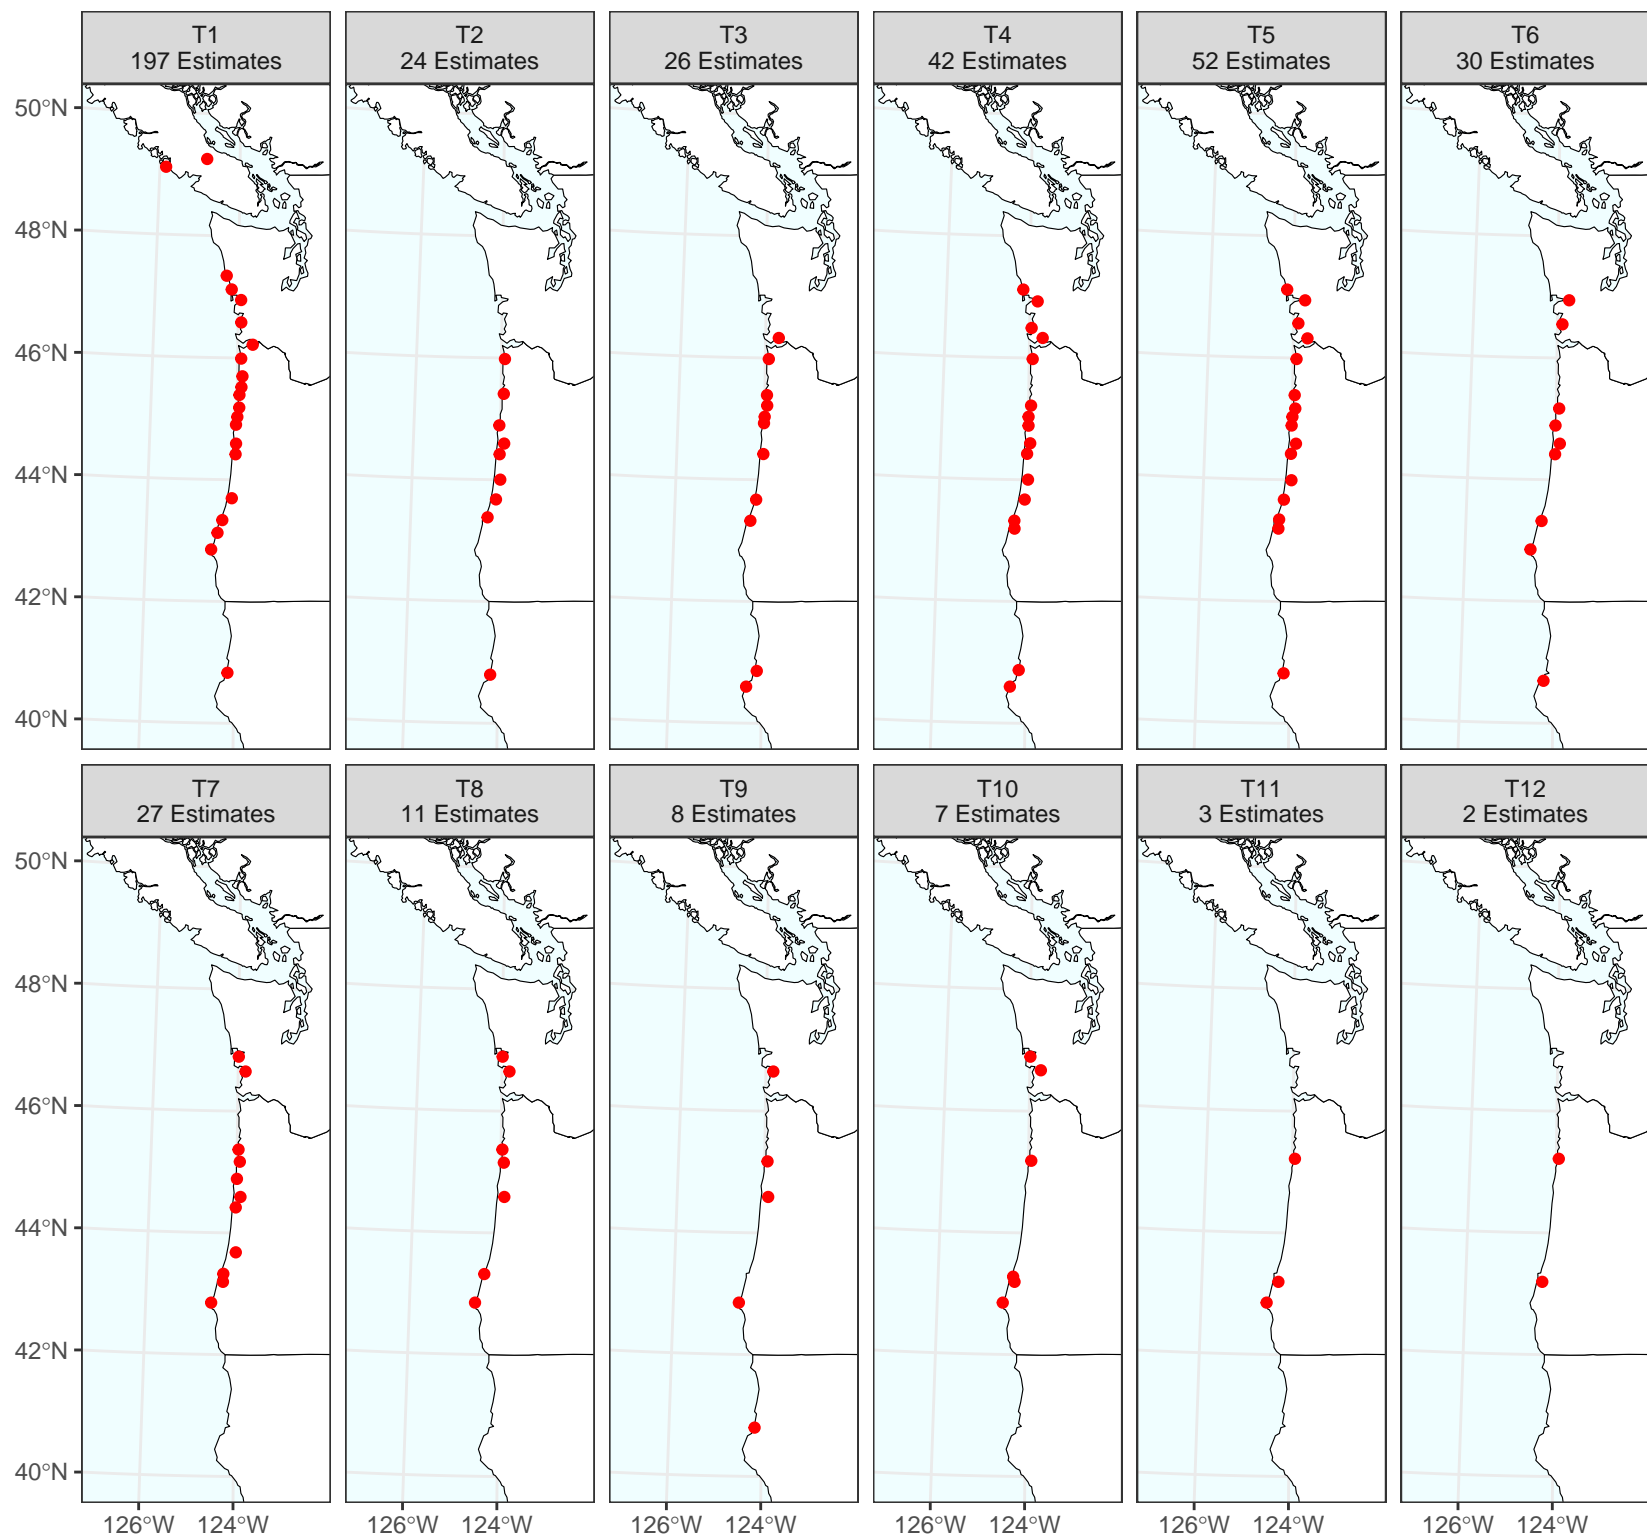 T1
197 Estimates
T2
24 Estimates
T3
26 Estimates
T4
42 Estimates
T5
52 Estimates
T6
30 Estimates
50°N
48°N
46°N
44°N
42°N
40°N
T7
27 Estimates
T8
11 Estimates
T9
8 Estimates
T10
7 Estimates
T11
3 Estimates
T12
2 Estimates
50°N
48°N
46°N
44°N
42°N
40°N
126°W 124°W 126°W 124°W 126°W 124°W 126°W 124°W 126°W 124°W 126°W 124°W